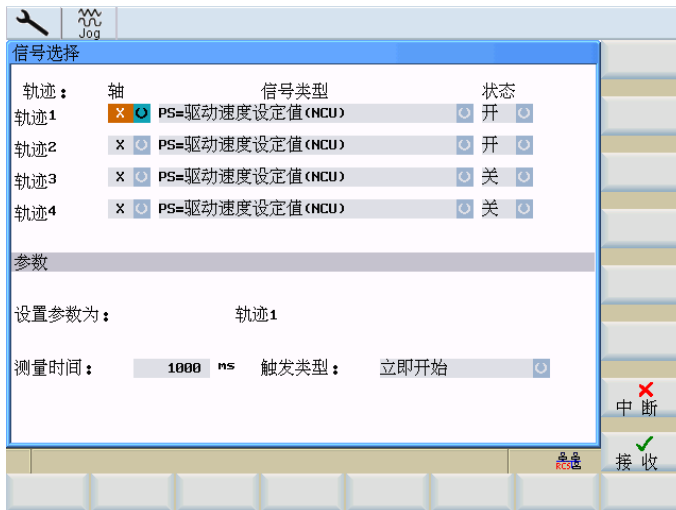 Jog
信号选择
轨迹： 轴 信号类型 状态
轨迹1 X PS=驱动速度设定值(NCU) 开
轨迹2 X PS=驱动速度设定值(NCU) 开
轨迹3 X PS=驱动速度设定值(NCU) 关
轨迹4 X PS=驱动速度设定值(NCU) 关
参数
设置参数为： 轨迹1
测量时间： 1000 ms 触发类型： 立即开始
中断
RCS
接收